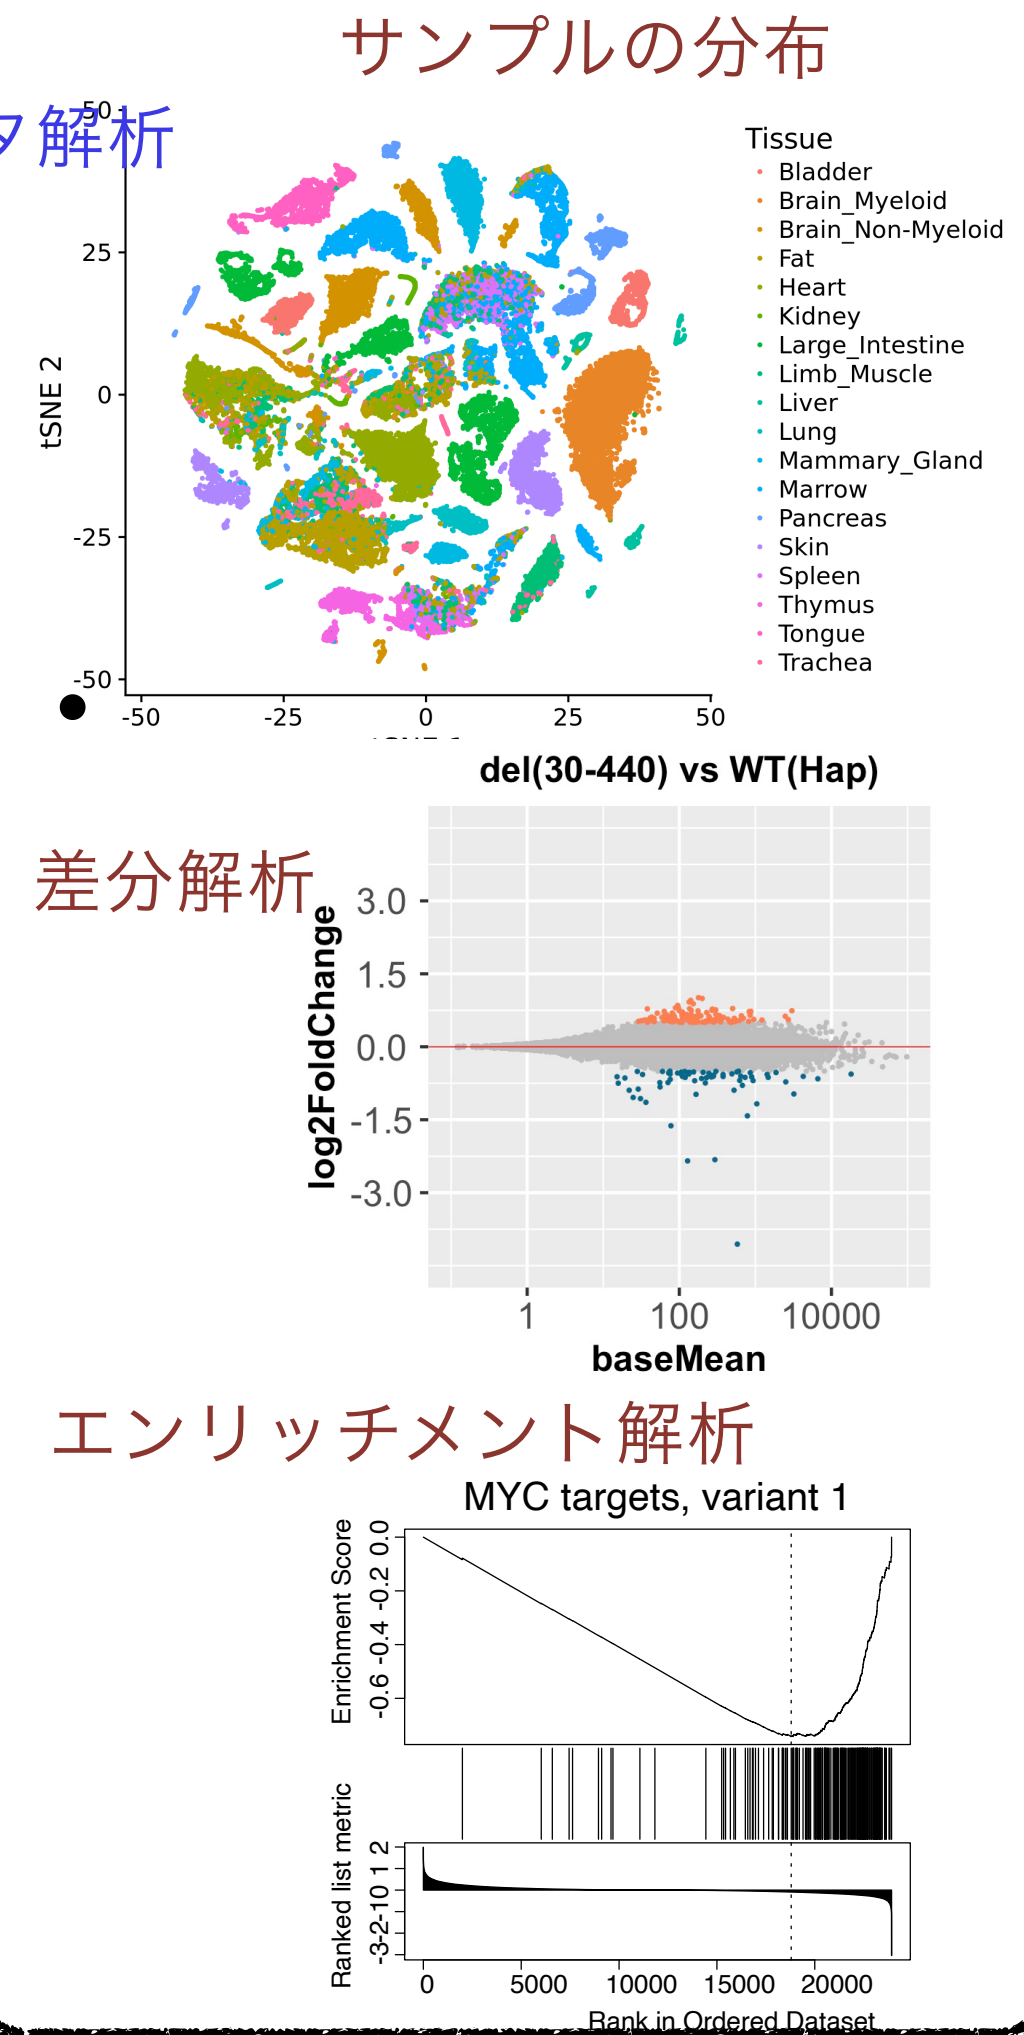 サンプルの分布
タ解析
50
25
0
-25
-50
tSNE 2
-50 -25 0 25 50
Tissue
Bladder
Brain_Myeloid
Brain_Non-Myeloid
Fat
Heart
Kidney
Large_Intestine
Limb_Muscle
Liver
Lung
Mammary_Gland
Marrow
Pancreas
Skin
Spleen
Thymus
Tongue
Trachea
差分解析
del(30-440) vs WT(Hap)
log2FoldChange
3.0
1.5
0.0
-1.5
-3.0
1 100 10000
baseMean
エンリッチメント解析
MYC targets, variant 1
Enrichment Score
0.0
-0.2
-0.4
-0.6
Ranked list metric
2
1
0
-1
-2
-3
0 5000 10000 15000 20000
Rank in Ordered Dataset